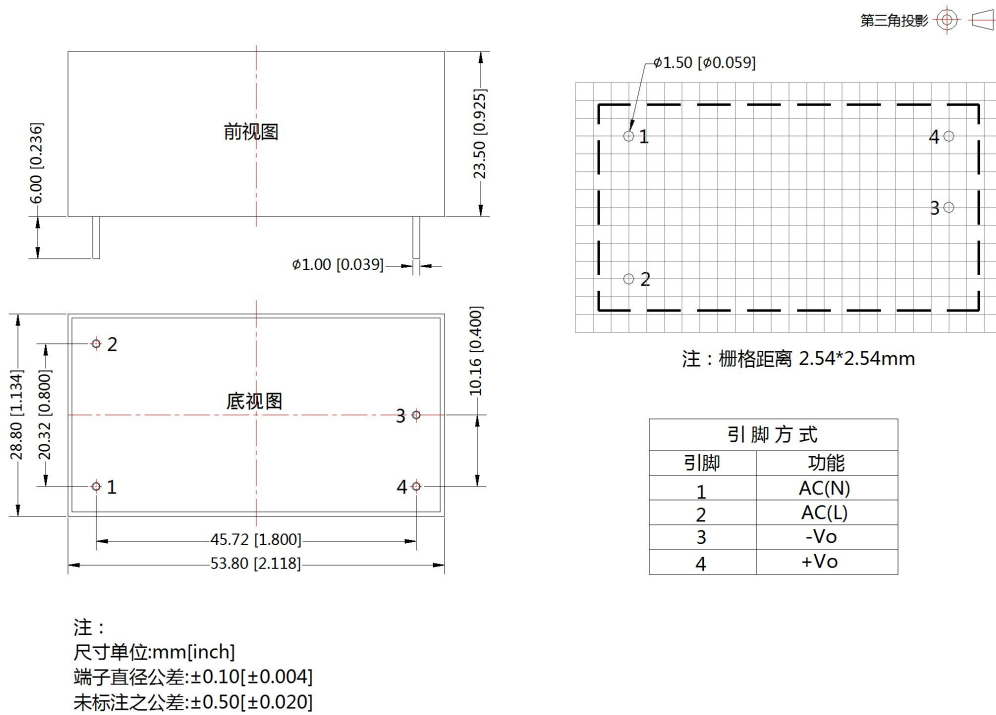 第三角投影
前视图
23.50 [0.925]
6.00 [0.236]
ϕ1.00 [0.039]
ϕ1.50 [ϕ0.059]
1
4
3
2
注：栅格距离 2.54*2.54mm
2
底视图
3
1
4
28.80 [1.134]
20.32 [0.800]
10.16 [0.400]
45.72 [1.800]
53.80 [2.118]
引脚方式
引脚 功能
1 AC(N)
2 AC(L)
3 -Vo
4 +Vo
注：
尺寸单位:mm[inch]
端子直径公差:±0.10[±0.004]
未标注之公差:±0.50[±0.020]